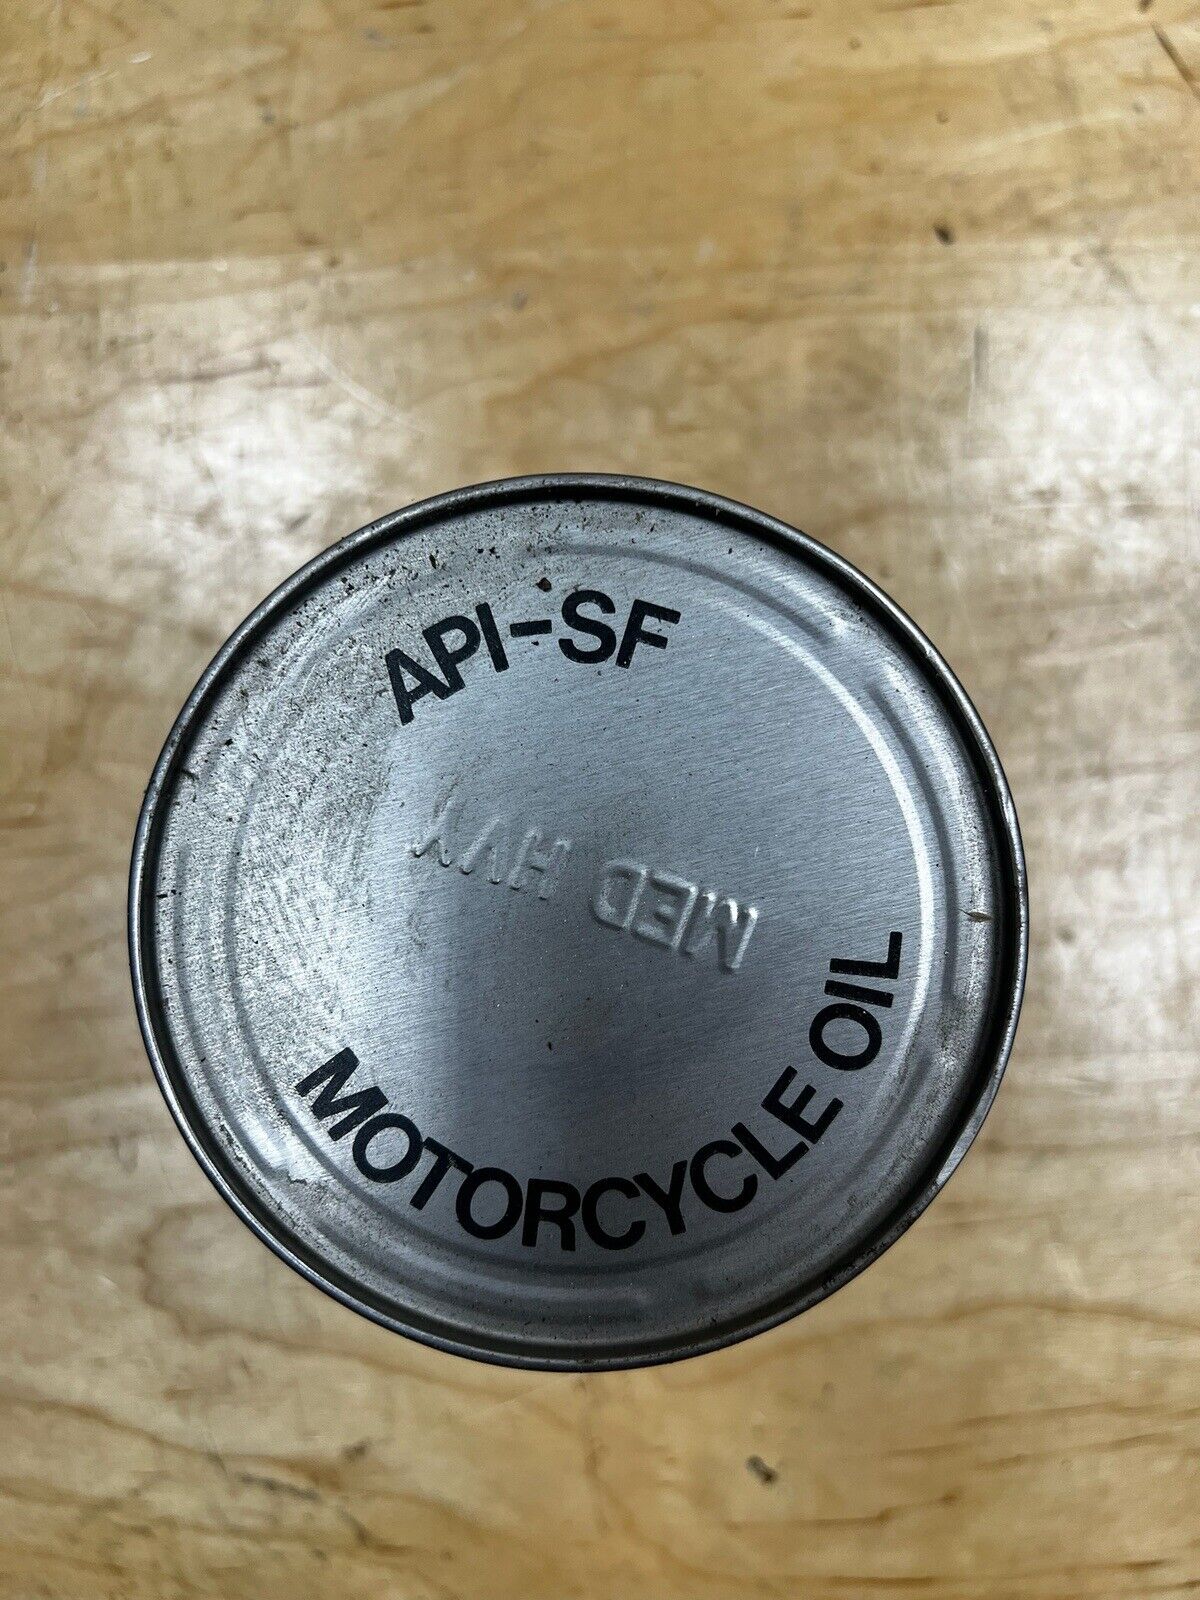 API-SF
MED HVY
MOTORCYCLE OIL